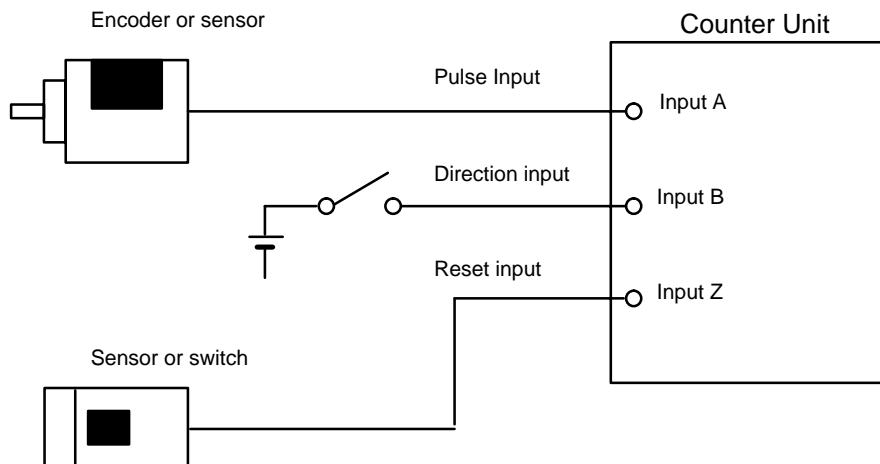 Encoder or sensor
Counter Unit
Pulse Input
Input A
Direction input
Input B
Reset input
Input Z
Sensor or switch